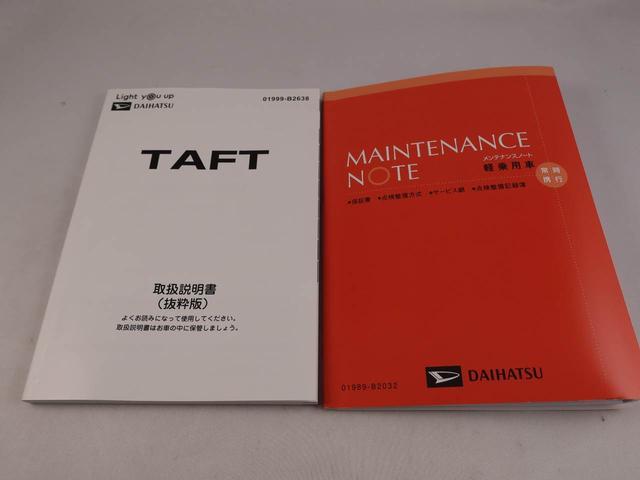 Light you up
DAIHATSU
01999-B2638
TAFT
取扱説明書
（抜粋版）
よくお読みになって使用してください。
取扱説明書はお車の中に保管しましょう。
MAINTENANCE
NOTE
メンテナンスノート
軽乗用車
常時
携行
●保証書 ●点検整備方式 ●サービス網 ●点検整備記録簿
01989-B2032
DAIHATSU